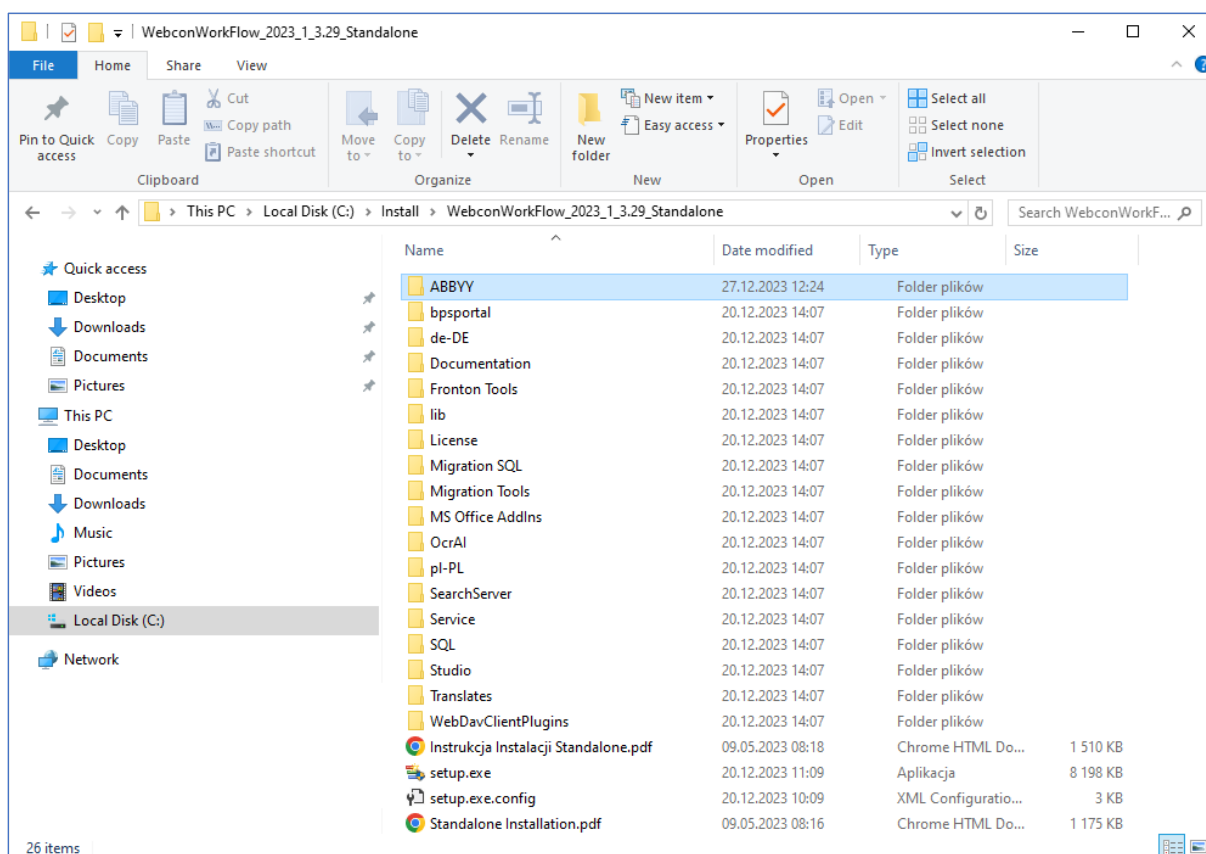 WebconWorkFlow_2023_1_3.29_Standalone
File Home Share View
Pin to Quick access
Copy
Paste
Cut
Copy path
Paste shortcut
Move to
Copy to
Delete
Rename
New folder
New item
Easy access
Properties
Open
Edit
Select all
Select none
Invert selection
Clipboard Organize New Open Select
This PC > Local Disk (C:) > Install > WebconWorkFlow_2023_1_3.29_Standalone
Search WebconWorkF...
Quick access
Desktop
Downloads
Documents
Pictures
This PC
Desktop
Documents
Downloads
Music
Pictures
Videos
Local Disk (C:)
Network
Name Date modified Type Size
ABBYY 27.12.2023 12:24 Folder plików
bpsportal 20.12.2023 14:07 Folder plików
de-DE 20.12.2023 14:07 Folder plików
Documentation 20.12.2023 14:07 Folder plików
Fronton Tools 20.12.2023 14:07 Folder plików
lib 20.12.2023 14:07 Folder plików
License 20.12.2023 14:07 Folder plików
Migration SQL 20.12.2023 14:07 Folder plików
Migration Tools 20.12.2023 14:07 Folder plików
MS Office AddIns 20.12.2023 14:07 Folder plików
OcrAI 20.12.2023 14:07 Folder plików
pl-PL 20.12.2023 14:07 Folder plików
SearchServer 20.12.2023 14:07 Folder plików
Service 20.12.2023 14:07 Folder plików
SQL 20.12.2023 14:07 Folder plików
Studio 20.12.2023 14:07 Folder plików
Translates 20.12.2023 14:07 Folder plików
WebDavClientPlugins 20.12.2023 14:07 Folder plików
Instrukcja Instalacji Standalone.pdf 09.05.2023 08:18 Chrome HTML Do... 1 510 KB
setup.exe 20.12.2023 11:09 Aplikacja 8 198 KB
setup.exe.config 20.12.2023 10:09 XML Configuratio... 3 KB
Standalone Installation.pdf 09.05.2023 08:16 Chrome HTML Do... 1 175 KB
26 items